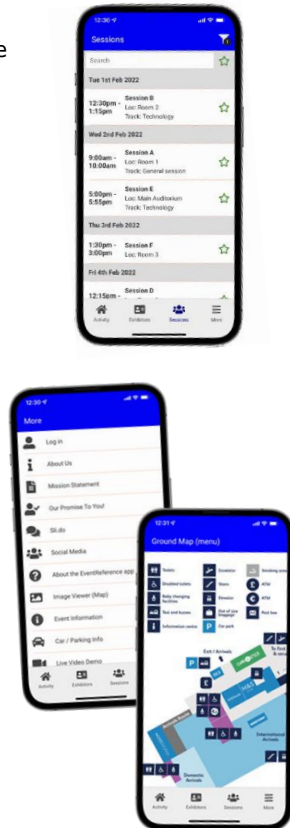 e
12:30
Sessions
Search
Tue 1st Feb 2022
12:30pm - 1:15pm
Session B
Loc: Room 2
Track: Technology
Wed 2nd Feb 2022
9:00am - 10:00am
Session A
Loc: Room 1
Track: General session
5:00pm - 5:55pm
Session E
Loc: Main Auditorium
Track: Technology
Thu 3rd Feb 2022
1:30pm - 3:00pm
Session F
Loc: Room 3
Fri 4th Feb 2022
12:15pm -
Session D
Activity
Exhibitors
Sessions
More
12:30
More
Log in
About Us
Mission Statement
Our Promise To You!
Sli.do
Social Media
About the EventReference app
Image Viewer (Map)
Event Information
Car / Parking Info
Live Video Demo
Activity
Exhibitors
Sessions
More
12:31
Ground Map (menu)
Toilets
Escalator
Smoking area
Disabled toilets
Stairs
ATM
Baby changing facilities
Elevator
ATM
Taxi and busses
Out of size baggage
Post box
Information centre
Car park
Exit / Arrivals
M&S
Arrivals Route
Domestic Arrivals
International Arrivals
Activity
Exhibitors
Sessions
More